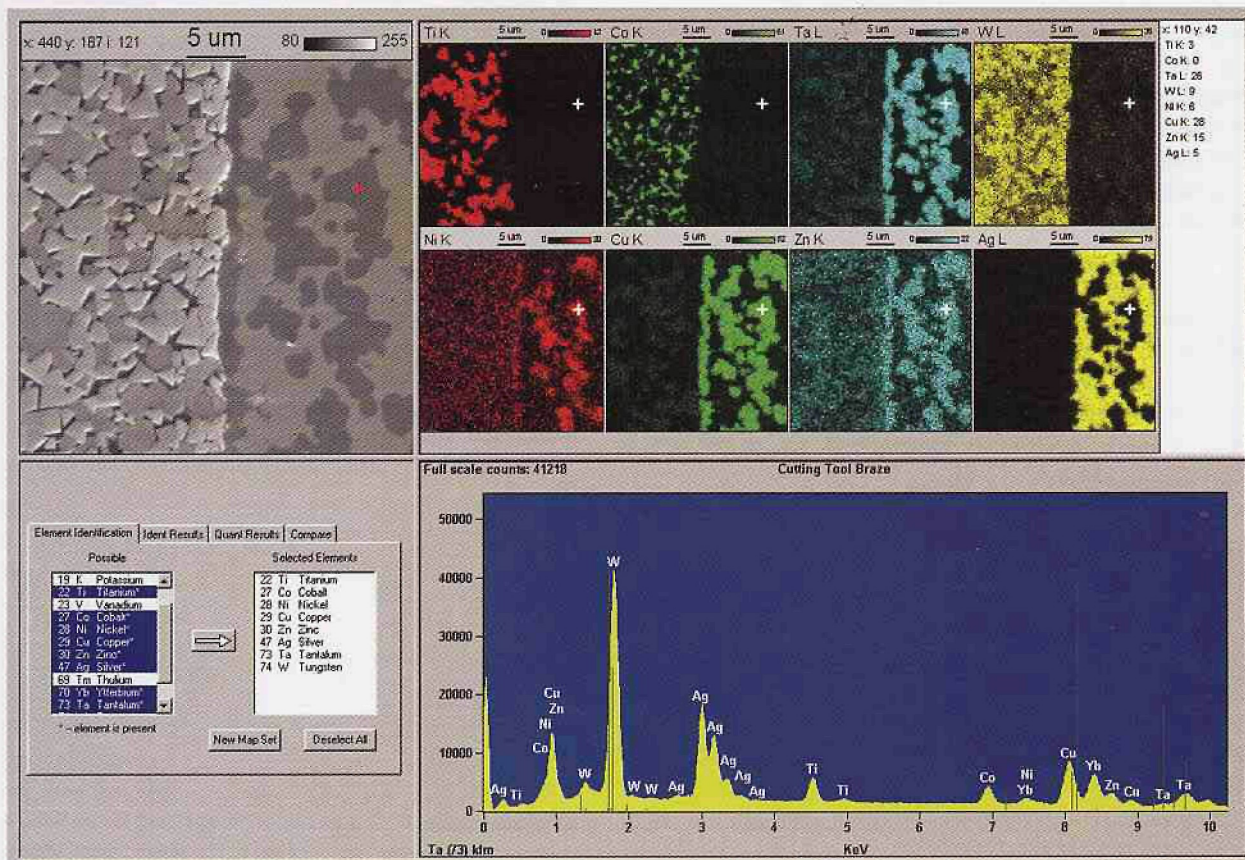 x: 440 y: 187 i: 121 5 um 80 255
Ti K 5 um 0
Co K 5 um 0
Ta L 5 um 0
W L 5 um 0
x: 110 y: 42
Ti K: 3
Co K: 0
Ta L: 26
W L: 9
Ni K: 6
Cu K: 28
Zn K: 15
Ag L: 5
Ni K 5 um 0
Cu K 5 um 0
Zn K 5 um 0
Ag L 5 um 0
Element Identification Ident Results Quant Results Compare
Possible
19 K Potassium
22 Ti Titanium*
23 V Vanadium
27 Co Cobalt*
28 Ni Nickel*
29 Cu Copper*
30 Zn Zinc*
47 Ag Silver*
69 Tm Thulium
70 Yb Ytterbium*
73 Ta Tantalum*
* -- element is present
Selected Elements
22 Ti Titanium
27 Co Cobalt
28 Ni Nickel
29 Cu Copper
30 Zn Zinc
47 Ag Silver
73 Ta Tantalum
74 W Tungsten
New Map Set
Deselect All
Full scale counts: 41218
Cutting Tool Braze
50000
40000
30000
20000
10000
0
Ag
Ti
Cu
Zn
Ni
Co
W
W
W W
Ag
Ag
Ag
Ag
Ag
Ag
Ti
Ti
Co
Ni
Yb
Cu
Yb
Zn
Cu
Ta
Ta
0 1 2 3 4 5 6 7 8 9 10
KeV